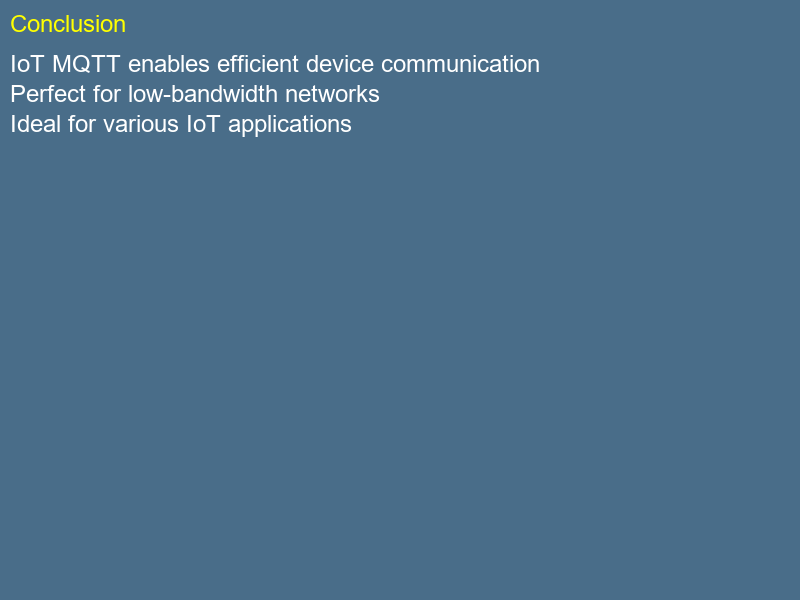 Conclusion
IoT MQTT enables efficient device communication
Perfect for low-bandwidth networks
Ideal for various IoT applications